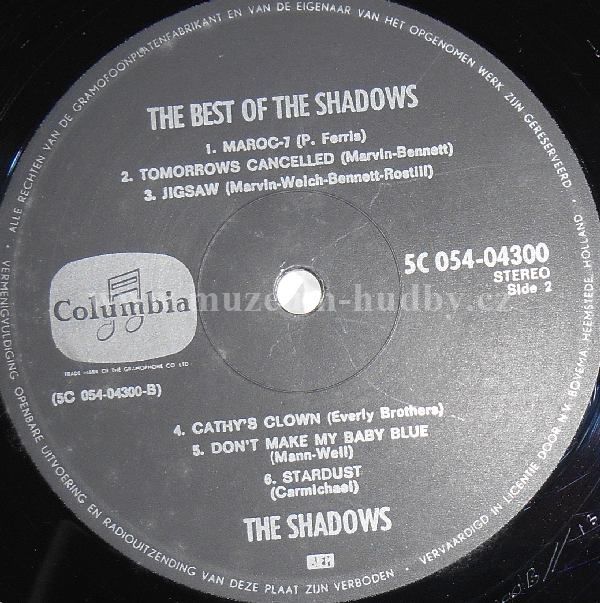 ALLE RECHTEN VAN DE GRAMOFOONPLATENFABRIKANT EN VAN DE EIGENAAR VAN HET OPGENOMEN WERK ZIJN GERESERVEERD
THE BEST OF THE SHADOWS
1. MAROC-7 (P. Ferris)
2. TOMORROWS CANCELLED (Marvin-Bennett)
3. JIGSAW (Marvin-Welch-Bennett-Rostill)
5C 054-04300
STEREO
Side 2
Columbia
TRADE MARK OF THE GRAMOPHONE CO LTD
muzeum-hudby.cz
(5C 054-04300-B)
4. CATHY'S CLOWN (Everly Brothers)
5. DON'T MAKE MY BABY BLUE
(Mann-Weil)
6. STARDUST
(Carmichael)
THE SHADOWS
VERMENIGVULDIGING OPENBARE UITVOERING EN RADIOUITZENDING VAN DEZE PLAAT ZIJN VERBODEN
VERVAARDIGD IN LICENTIE DOOR N.V. BOVEMA HEEMSTEDE HOLLAND